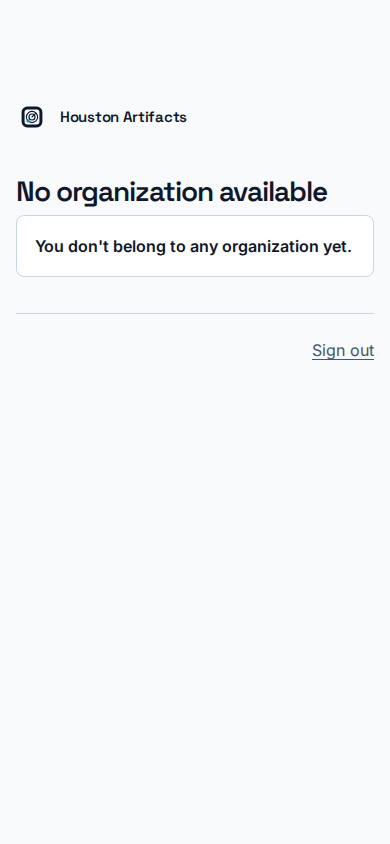 Houston Artifacts
No organization available
You don't belong to any organization yet.
Sign out